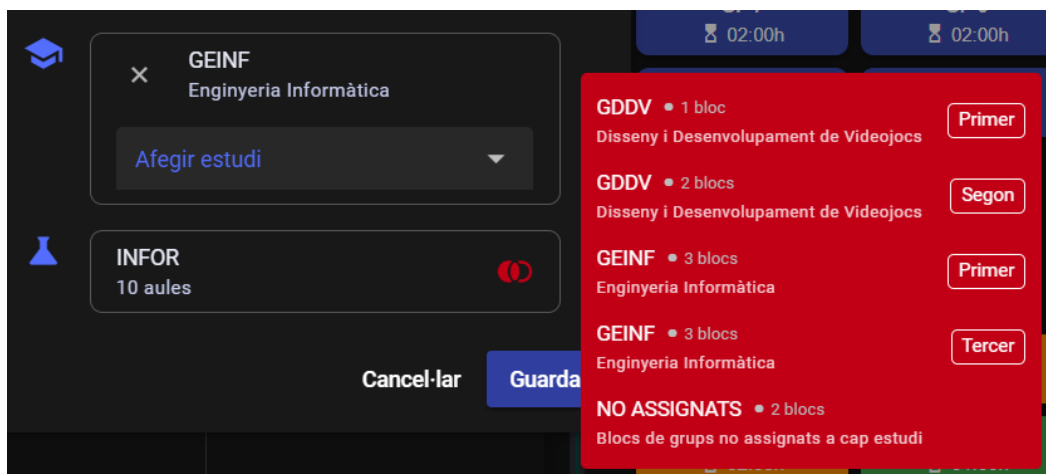 02:00h
02:00h
GEINF
Enginyeria Informàtica
Afegir estudi
INFOR
10 aules
Cancel·lar
Guarda
GDDV • 1 bloc
Primer
Disseny i Desenvolupament de Videojocs
GDDV • 2 blocs
Segon
Disseny i Desenvolupament de Videojocs
GEINF • 3 blocs
Primer
Enginyeria Informàtica
GEINF • 3 blocs
Tercer
Enginyeria Informàtica
NO ASSIGNATS • 2 blocs
Blocs de grups no assignats a cap estudi